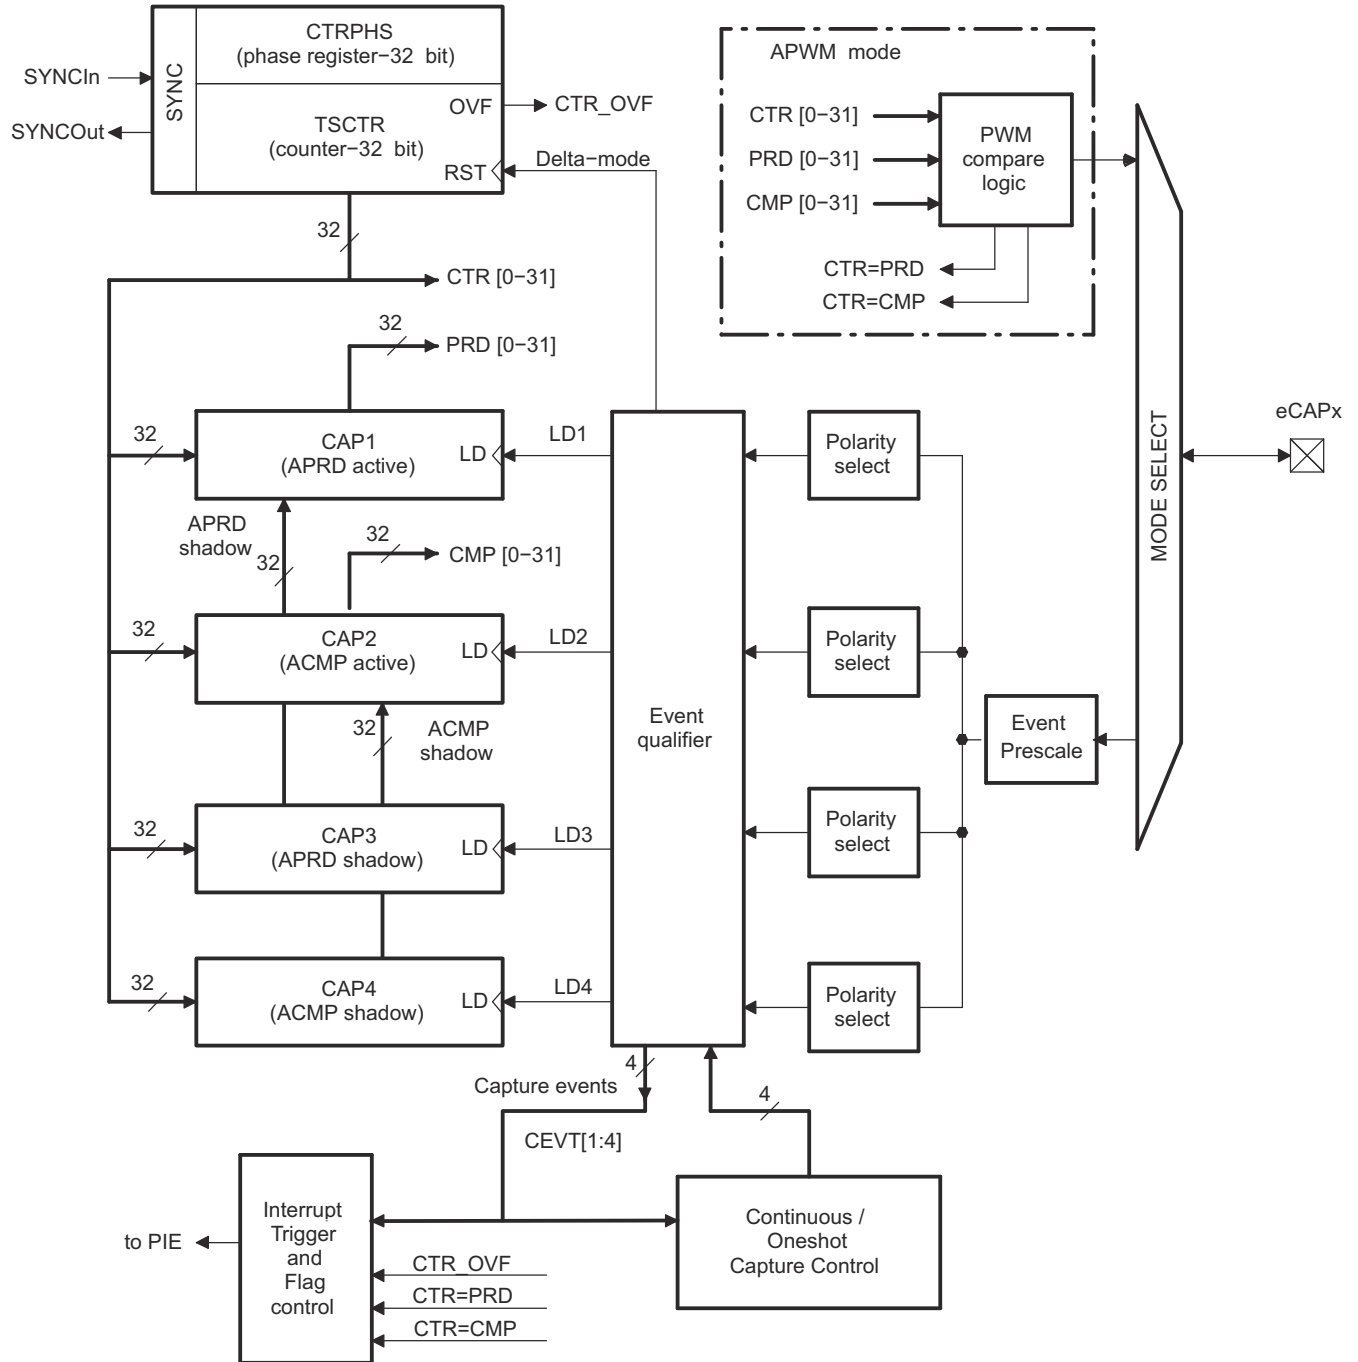 CTRPHS
(phase register−32 bit)
APWM mode
SYNCIn
SYNC
OVF
CTR_OVF
SYNCOut
TSCTR
(counter−32 bit)
RST
Delta−mode
CTR [0−31]
PRD [0−31]
CMP [0−31]
PWM
compare
logic
CTR=PRD
CTR=CMP
32
CTR [0−31]
32
PRD [0−31]
MODE SELECT
eCAPx
32
CAP1
(APRD active)
LD
LD1
Polarity
select
APRD
shadow
32
32
CMP [0−31]
32
CAP2
(ACMP active)
LD
LD2
Polarity
select
32
ACMP
shadow
Event
qualifier
Event
Prescale
32
CAP3
(APRD shadow)
LD
LD3
Polarity
select
32
CAP4
(ACMP shadow)
LD
LD4
Polarity
select
4
Capture events
4
CEVT[1:4]
to PIE
Interrupt
Trigger
and
Flag
control
CTR_OVF
CTR=PRD
CTR=CMP
Continuous /
Oneshot
Capture Control